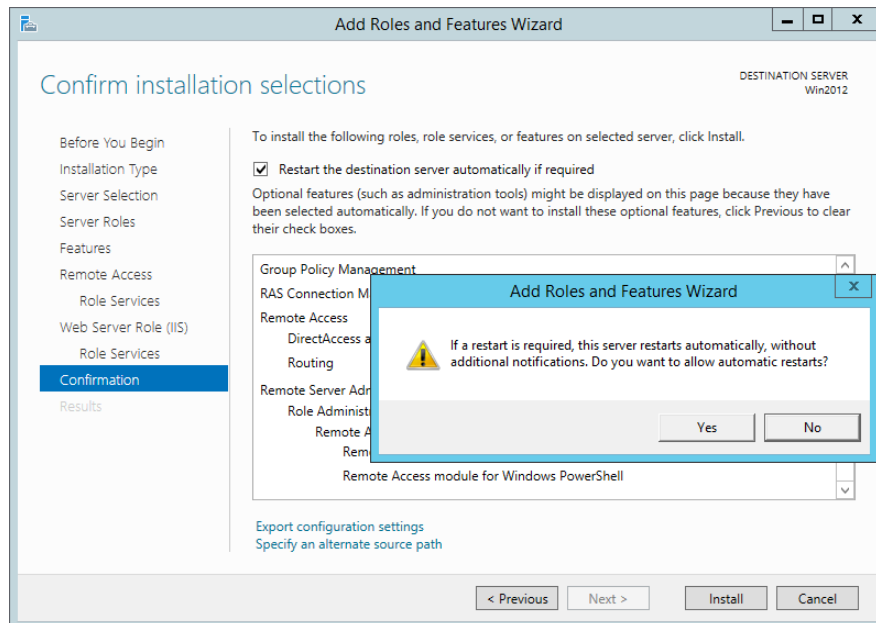 Add Roles and Features Wizard
Confirm installation selections
DESTINATION SERVER
Win2012
Before You Begin
Installation Type
Server Selection
Server Roles
Features
Remote Access
Role Services
Web Server Role (IIS)
Role Services
Confirmation
Results
To install the following roles, role services, or features on selected server, click Install.
Restart the destination server automatically if required
Optional features (such as administration tools) might be displayed on this page because they have
been selected automatically. If you do not want to install these optional features, click Previous to clear
their check boxes.
Group Policy Management
RAS Connection M
Remote Access
DirectAccess a
Routing
Remote Server Adr
Role Administ
Remote A
Rem
Remote Access module for Windows PowerShell
Add Roles and Features Wizard
If a restart is required, this server restarts automatically, without
additional notifications. Do you want to allow automatic restarts?
Yes
No
Export configuration settings
Specify an alternate source path
< Previous
Next >
Install
Cancel